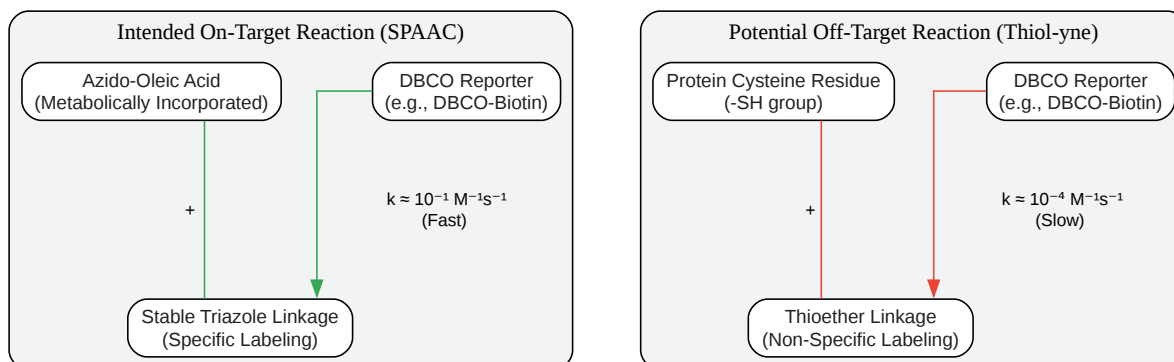 Intended On-Target Reaction (SPAAC)
Azido-Oleic Acid
(Metabolically Incorporated)
DBCO Reporter
(e.g., DBCO-Biotin)
+
k ≈ 10⁻¹ M⁻¹s⁻¹
(Fast)
Stable Triazole Linkage
(Specific Labeling)
Potential Off-Target Reaction (Thiol-yne)
Protein Cysteine Residue
(-SH group)
DBCO Reporter
(e.g., DBCO-Biotin)
+
k ≈ 10⁻⁴ M⁻¹s⁻¹
(Slow)
Thioether Linkage
(Non-Specific Labeling)